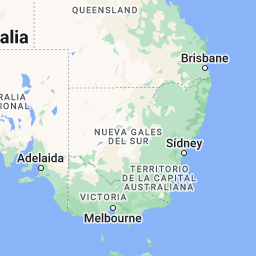 QUEENSLAND
alia
Brisbane
RALIA
IONAL
NUEVA GALES
DEL SUR
Sídney
Adelaida
TERRITORIO
DE LA CAPITAL
AUSTRALIANA
VICTORIA
Melbourne